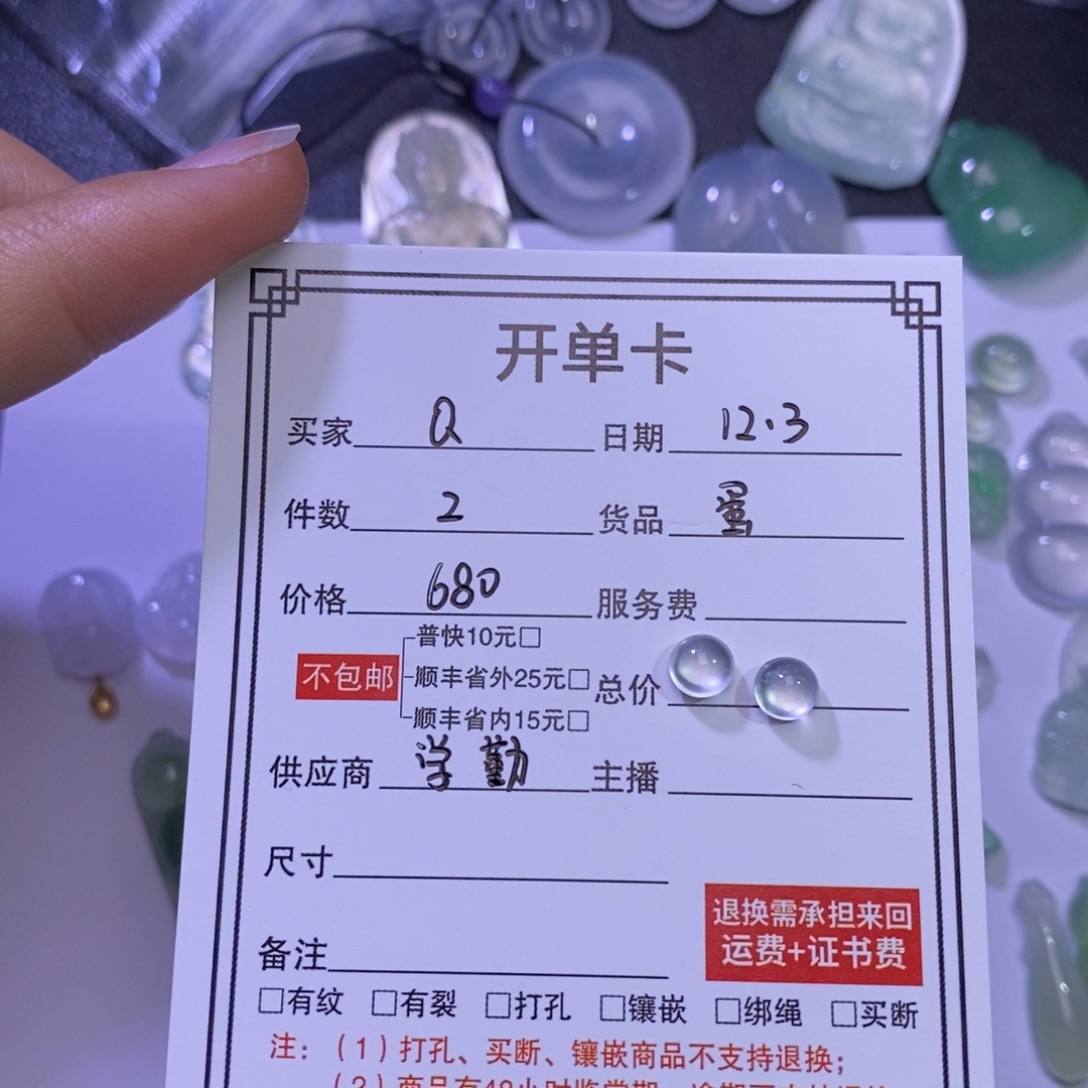 开单卡
买家 Q 日期 12.3
件数 2 货品 蛋
价格 680 服务费
普快10元□
不包邮 顺丰省外25元□ 总价
顺丰省内15元□
供应商 学勤 主播
尺寸
退换需承担来回
运费+证书费
备注
□有纹 □有裂 □打孔 □镶嵌 □绑绳 □买断
注：（1）打孔、买断、镶嵌商品不支持退换；